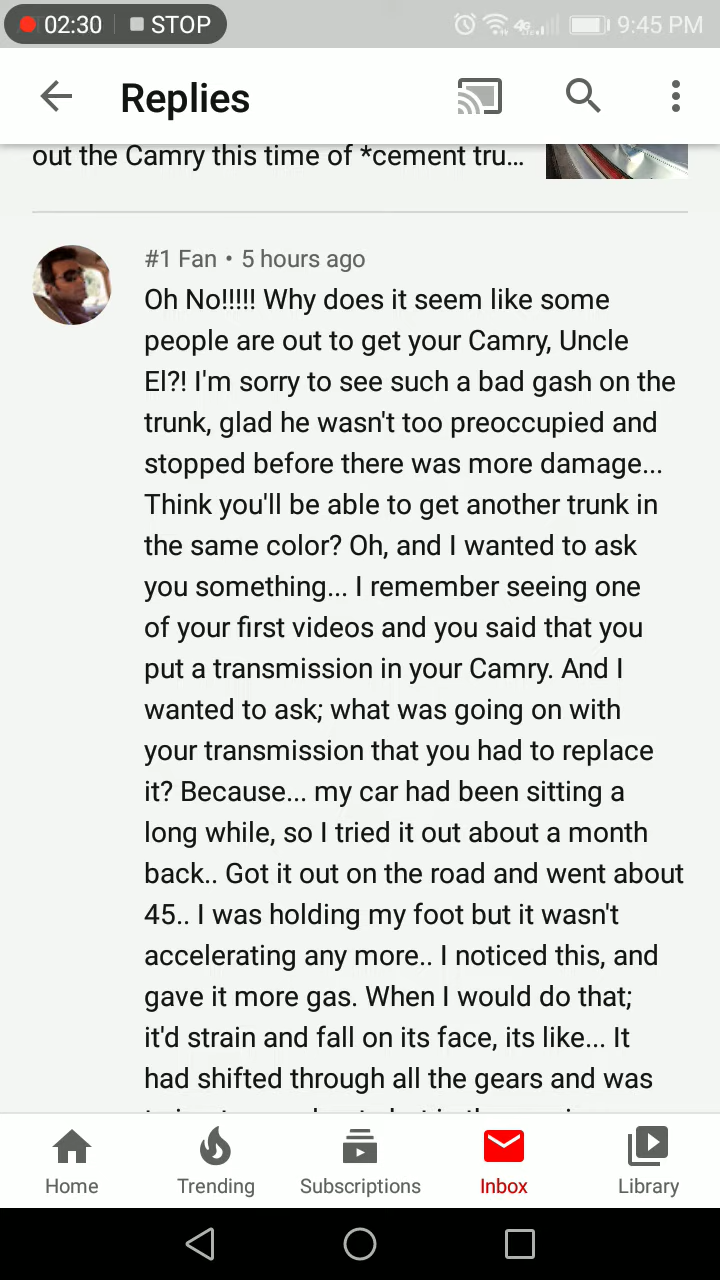 02:30 STOP 4G 9:45 PM
Replies
out the Camry this time of *cement tru...
#1 Fan • 5 hours ago
Oh No!!!!! Why does it seem like some
people are out to get your Camry, Uncle
El?! I'm sorry to see such a bad gash on the
trunk, glad he wasn't too preoccupied and
stopped before there was more damage...
Think you'll be able to get another trunk in
the same color? Oh, and I wanted to ask
you something... I remember seeing one
of your first videos and you said that you
put a transmission in your Camry. And I
wanted to ask; what was going on with
your transmission that you had to replace
it? Because... my car had been sitting a
long while, so I tried it out about a month
back.. Got it out on the road and went about
45.. I was holding my foot but it wasn't
accelerating any more.. I noticed this, and
gave it more gas. When I would do that;
it'd strain and fall on its face, its like... It
had shifted through all the gears and was
Home Trending Subscriptions Inbox Library